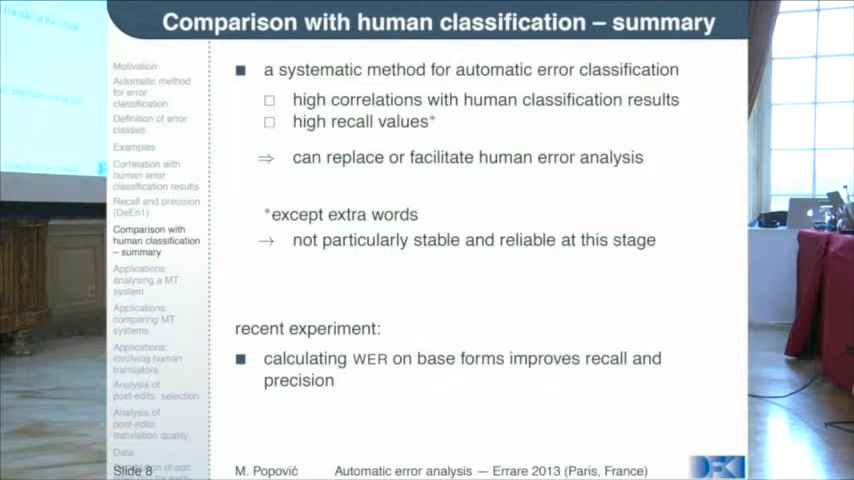 Comparison with human classification – summary
Motivation
Automatic method
for error
classification
Definition of error
classes
Examples
Correlation with
human error
classification results
Recall and precision
(DeEn1)
Comparison with
human classification
– summary
Applications:
analysing a MT
system
Applications:
comparing MT
systems
Applications:
involving human
translators
Analysis of
post-edits: selection
Analysis of
post-edits:
translation quality
Data
Slide 8
a systematic method for automatic error classification
high correlations with human classification results
high recall values*
⇒ can replace or facilitate human error analysis
*except extra words
→ not particularly stable and reliable at this stage
recent experiment:
calculating WER on base forms improves recall and
precision
M. Popović Automatic error analysis — Errare 2013 (Paris, France)
DFKI